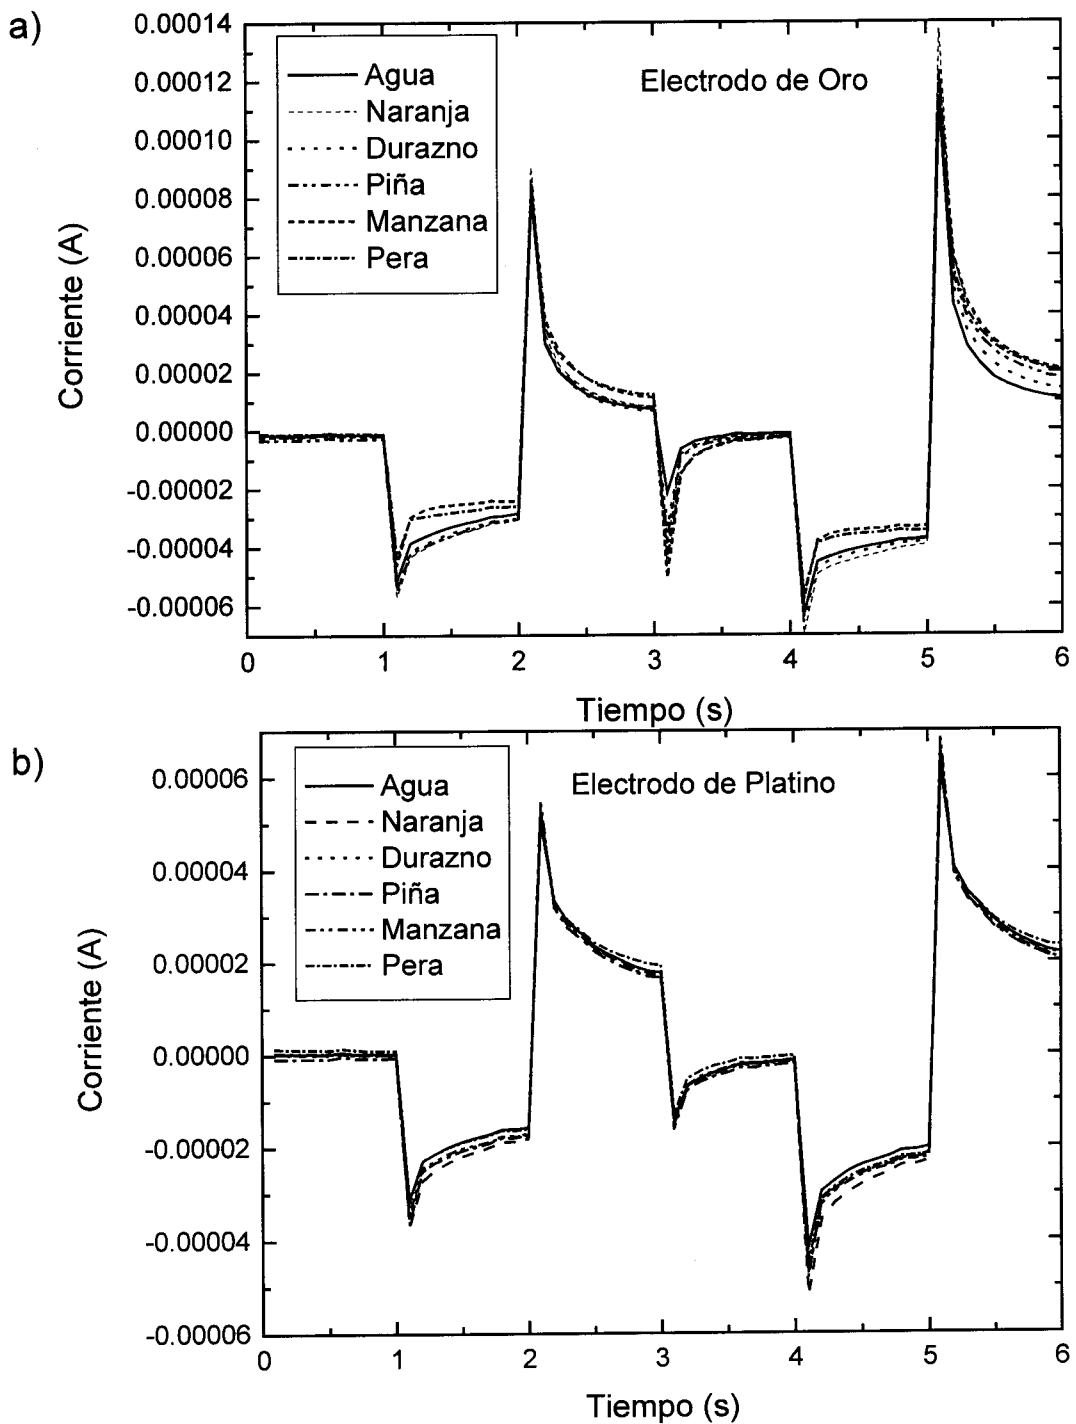 a)
Electrodo de Oro
Agua
Naranja
Durazno
Piña
Manzana
Pera
Corriente (A)
0.00014
0.00012
0.00010
0.00008
0.00006
0.00004
0.00002
0.00000
-0.00002
-0.00004
-0.00006
0 1 2 3 4 5 6
Tiempo (s)
b)
Electrodo de Platino
Agua
Naranja
Durazno
Piña
Manzana
Pera
Corriente (A)
0.00006
0.00004
0.00002
0.00000
-0.00002
-0.00004
-0.00006
0 1 2 3 4 5 6
Tiempo (s)